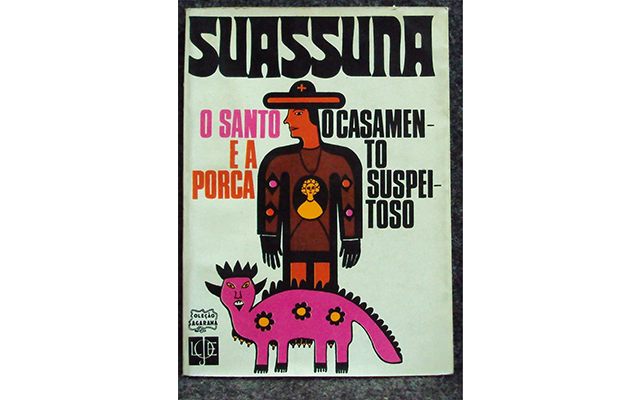 SUASSUNA
O SANTO
E A
PORCA
O CASAMEN-
TO
SUSPEI-
TOSO
COLEÇÃO
SAGARANA